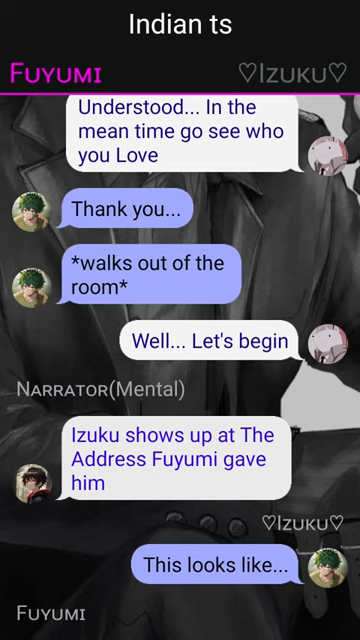 Indian ts
Fuyumi
♡Izuku♡
Understood... In the
mean time go see who
you Love
Thank you...
*walks out of the
room*
Well... Let's begin
Narrator(Mental)
Izuku shows up at The
Address Fuyumi gave
him
♡Izuku♡
This looks like...
Fuyumi